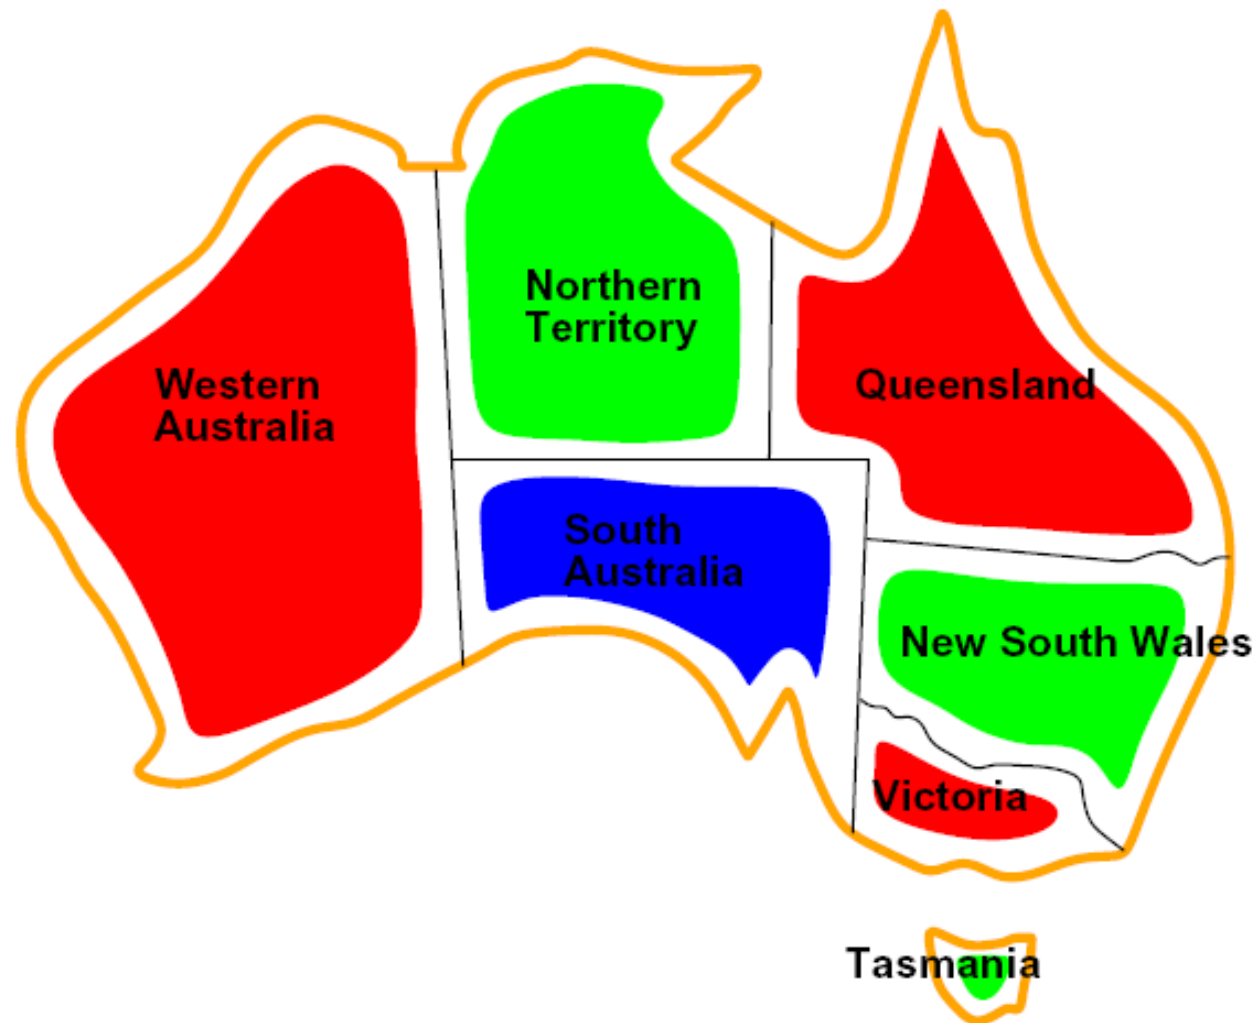 Northern
Territory
Western
Australia
Queensland
South
Australia
New South Wales
Victoria
Tasmania